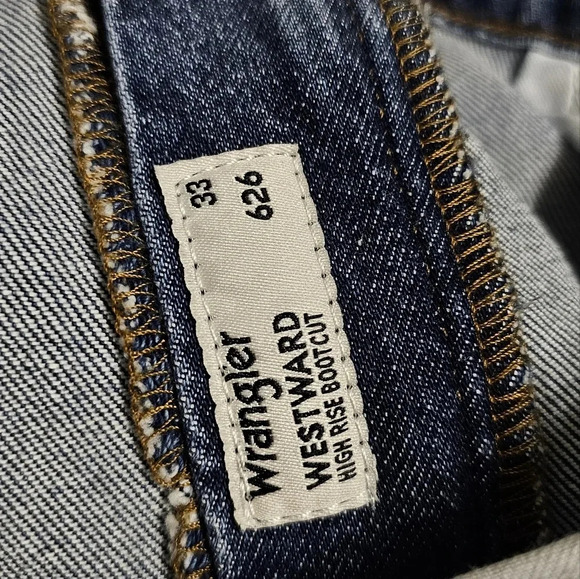 Wrangler 33
WESTWARD 626
HIGH RISE BOOTCUT